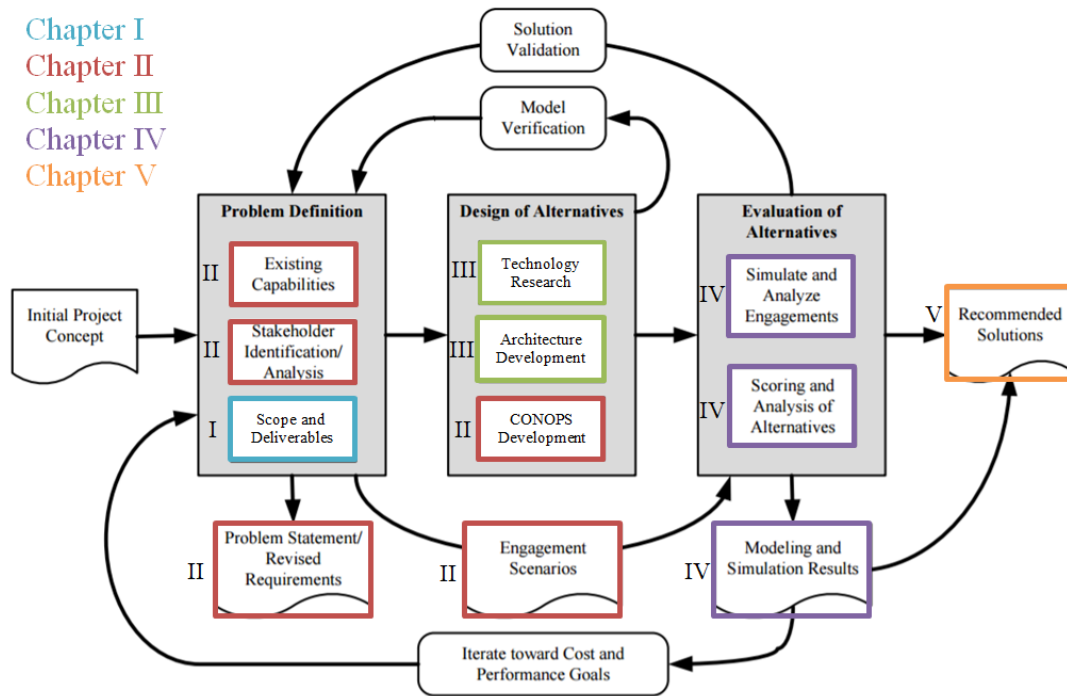 Chapter I
Chapter II
Chapter III
Chapter IV
Chapter V
Solution
Validation
Model
Verification
Initial Project
Concept
Problem Definition
II
Existing
Capabilities
II
Stakeholder
Identification/
Analysis
I
Scope and
Deliverables
Design of Alternatives
III
Technology
Research
III
Architecture
Development
II
CONOPS
Development
Evaluation of
Alternatives
IV
Simulate and
Analyze
Engagements
IV
Scoring and
Analysis of
Alternatives
V
Recommended
Solutions
II
Problem Statement/
Revised
Requirements
II
Engagement
Scenarios
IV
Modeling and
Simulation Results
Iterate toward Cost and
Performance Goals